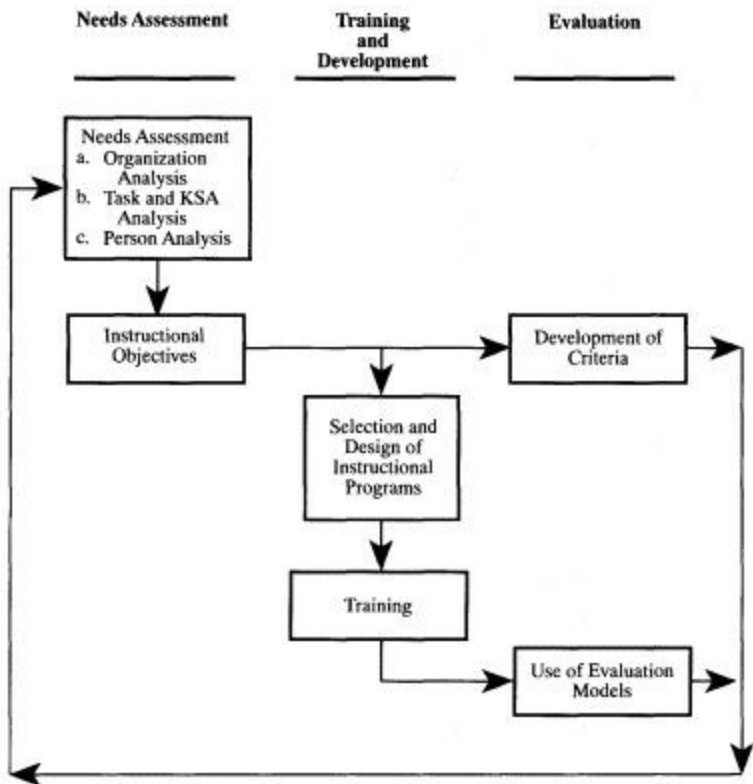 Needs Assessment
Training
and
Development
Evaluation
Needs Assessment
a. Organization
Analysis
b. Task and KSA
Analysis
c. Person Analysis
Instructional
Objectives
Development of
Criteria
Selection and
Design of
Instructional
Programs
Training
Use of Evaluation
Models